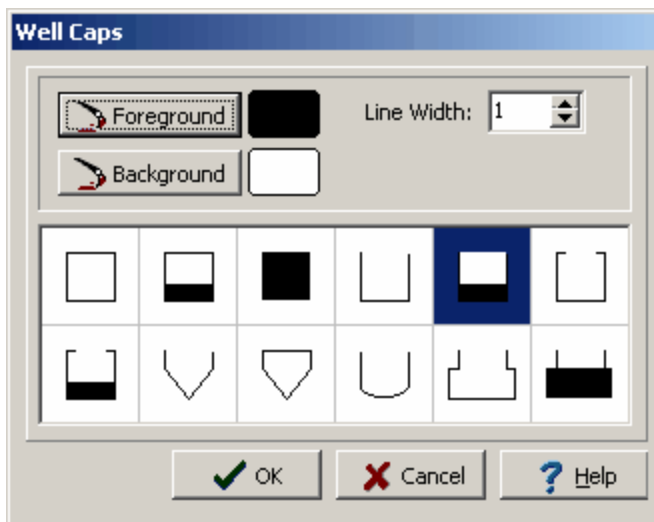 Well Caps
Foreground
Line Width: 1
Background
OK
Cancel
Help